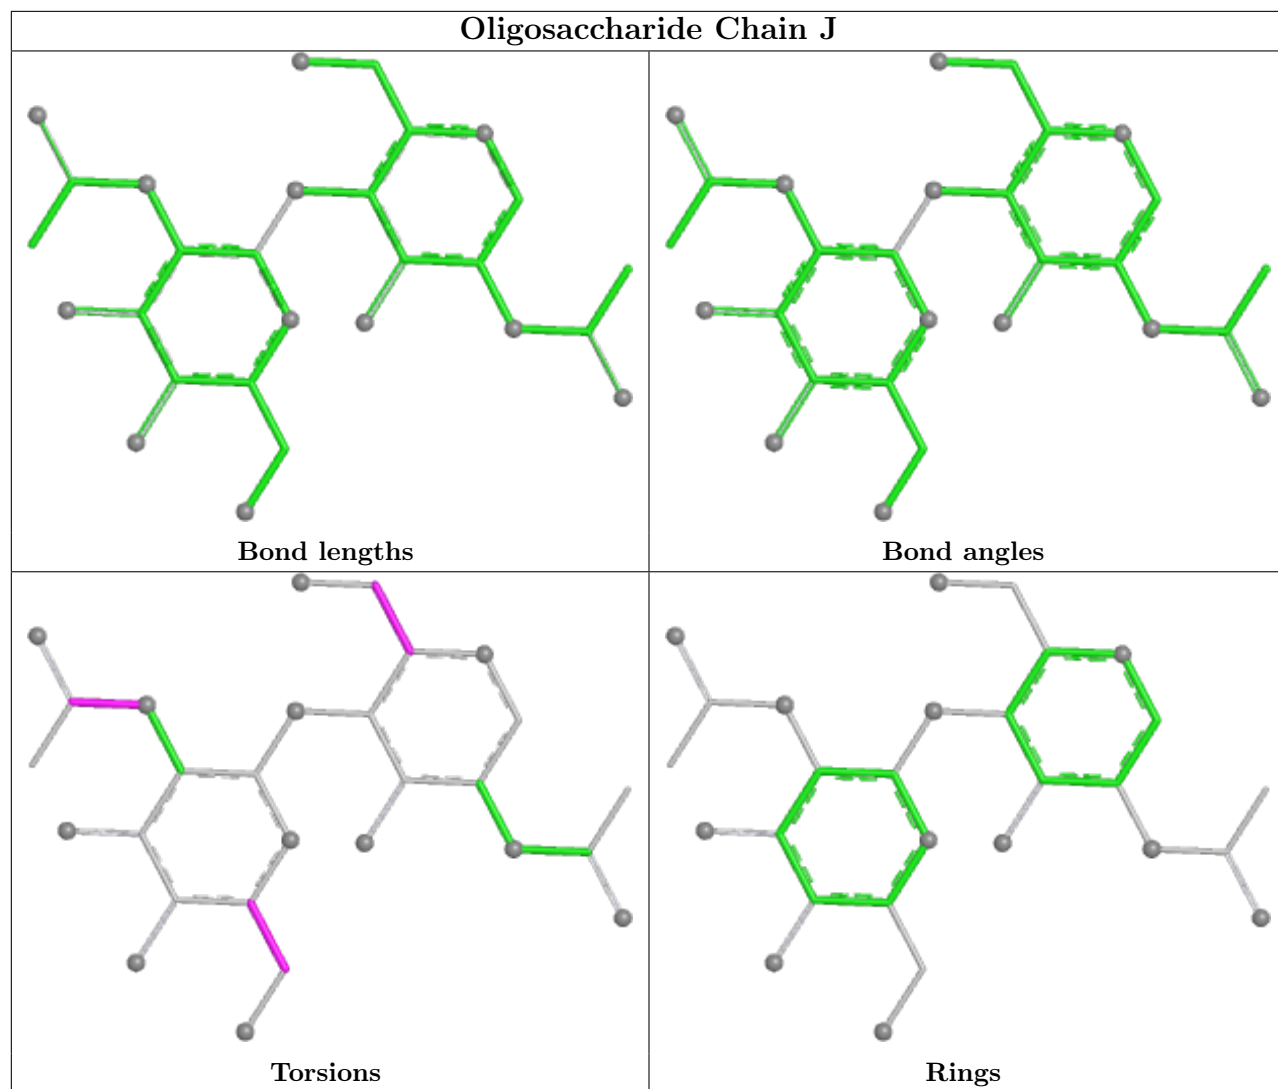 Oligosaccharide Chain J
Bond lengths
Bond angles
Torsions
Rings